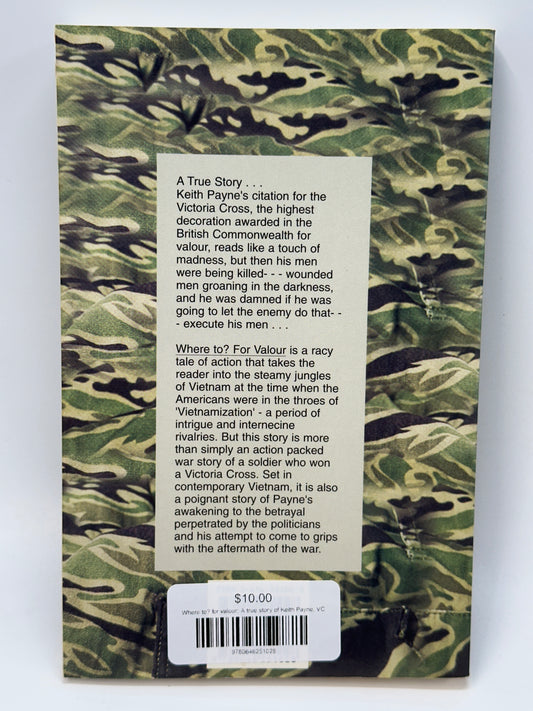 A True Story . . .
Keith Payne's citation for the
Victoria Cross, the highest
decoration awarded in the
British Commonwealth for
valour, reads like a touch of
madness, but then his men
were being killed- - - wounded
men groaning in the darkness,
and he was damned if he was
going to let the enemy do that- -
- execute his men . . .
Where to? For Valour is a racy
tale of action that takes the
reader into the steamy jungles
of Vietnam at the time when the
Americans were in the throes of
'Vietnamization' - a period of
intrigue and internecine
rivalries. But this story is more
than simply an action packed
war story of a soldier who won
a Victoria Cross. Set in
contemporary Vietnam, it is also
a poignant story of Payne's
awakening to the betrayal
perpetrated by the politicians
and his attempt to come to grips
with the aftermath of the war.
$10.00
Where to? for valour: A true story of Keith Payne, VC
9780646251028